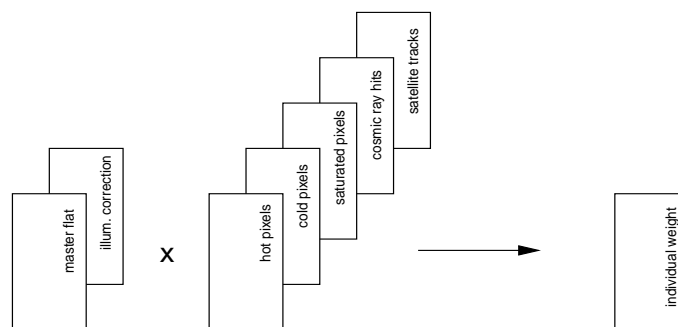 master flat
illum. correction
x
hot pixels
cold pixels
saturated pixels
cosmic ray hits
satellite tracks
individual weight